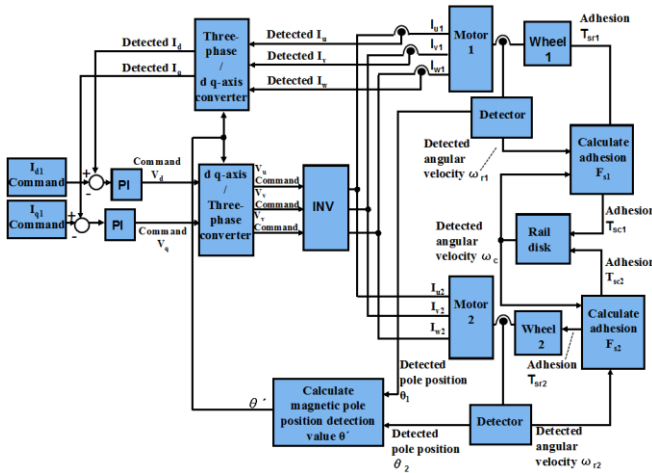 Three-
phase
/
d q-axis
converter
Detected I_d
Detected I_q
Detected I_u
Detected I_v
Detected I_w
I_u1
I_v1
I_w1
Motor
1
Wheel
1
Adhesion
T_sr1
Detector
Detected
angular
velocity ω_r1
Calculate
adhesion
F_s1
I_d1
Command
I_q1
Command
+
-
+
-
PI
PI
Command
V_d
Command
V_q
d q-axis
/
Three-
phase
converter
V_u
Command
V_v
Command
V_v
Command
INV
Adhesion
T_sc1
Rail
disk
Detected
angular
velocity ω_c
Adhesion
T_sc2
I_u2
I_v2
I_w2
Motor
2
Wheel
2
Calculate
adhesion
F_s2
Adhesion
T_sr2
Detected
pole position
θ_1
θ´
Calculate
magnetic pole
position detection
value θ´
Detector
Detected
pole position
θ_2
Detected
angular
velocity ω_r2